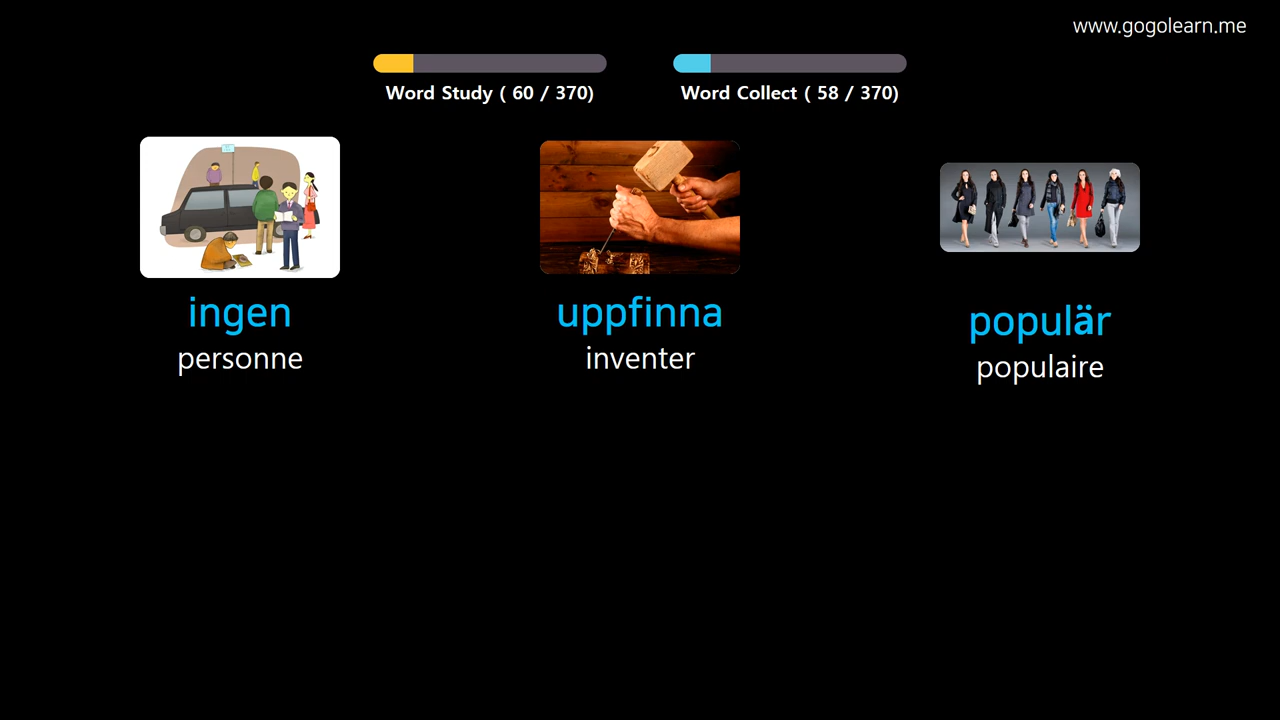 www.gogolearn.me
Word Study ( 60 / 370)
Word Collect ( 58 / 370)
ingen
personne
uppfinna
inventer
populär
populaire